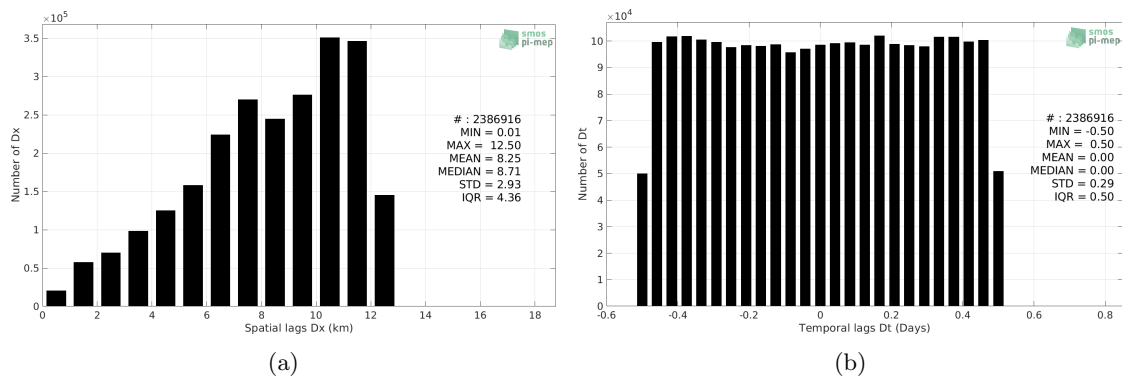 ×10⁵
3.5
3
2.5
2
1.5
1
0.5
0
0
2
4
6
8
10
12
14
16
18
Number of Dx
Spatial lags Dx (km)
smos
pi-mep
# : 2386916
MIN = 0.01
MAX = 12.50
MEAN = 8.25
MEDIAN = 8.71
STD = 2.93
IQR = 4.36
(a)
×10⁴
10
9
8
7
6
5
4
3
2
1
0
-0.6
-0.4
-0.2
0
0.2
0.4
0.6
0.8
Number of Dt
Temporal lags Dt (Days)
smos
pi-mep
# : 2386916
MIN = -0.50
MAX = 0.50
MEAN = 0.00
MEDIAN = 0.00
STD = 0.29
IQR = 0.50
(b)